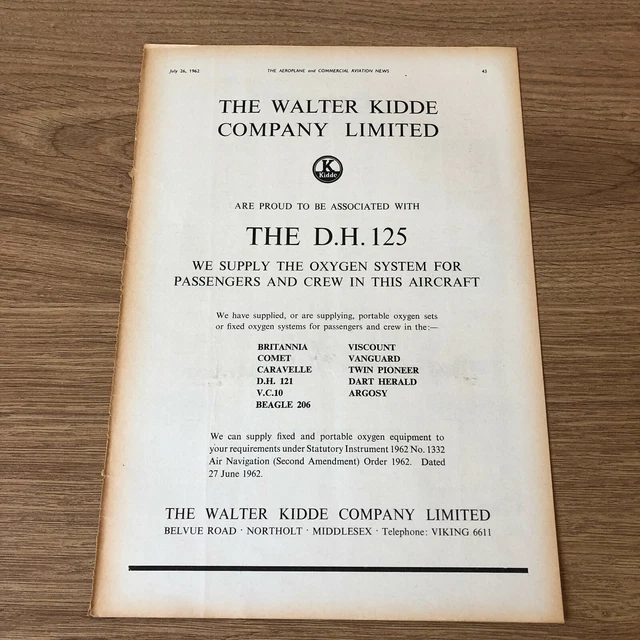 July 26, 1962 THE AEROPLANE and COMMERCIAL AVIATION NEWS 43
THE WALTER KIDDE
COMPANY LIMITED
K
Kidde
ARE PROUD TO BE ASSOCIATED WITH
THE D.H. 125
WE SUPPLY THE OXYGEN SYSTEM FOR
PASSENGERS AND CREW IN THIS AIRCRAFT
We have supplied, or are supplying, portable oxygen sets
or fixed oxygen systems for passengers and crew in the:—
BRITANNIA VISCOUNT
COMET VANGUARD
CARAVELLE TWIN PIONEER
D.H. 121 DART HERALD
V.C.10 ARGOSY
BEAGLE 206
We can supply fixed and portable oxygen equipment to
your requirements under Statutory Instrument 1962 No. 1332
Air Navigation (Second Amendment) Order 1962. Dated
27 June 1962.
THE WALTER KIDDE COMPANY LIMITED
BELVUE ROAD · NORTHOLT · MIDDLESEX · Telephone: VIKING 6611